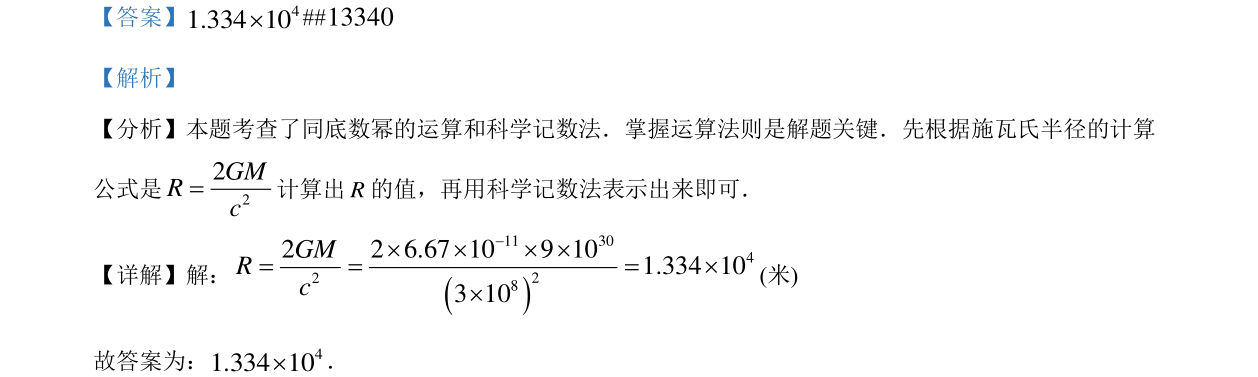 【答案】1.334×10⁴##13340
【解析】
【分析】本题考查了同底数幂的运算和科学记数法．掌握运算法则是解题关键．先根据施瓦氏半径的计算
公式是 R = 2GM/c² 计算出 R 的值，再用科学记数法表示出来即可．
【详解】解： R = 2GM/c² = 2×6.67×10⁻¹¹×9×10³⁰/(3×10⁸)² = 1.334×10⁴ (米)
故答案为：1.334×10⁴．